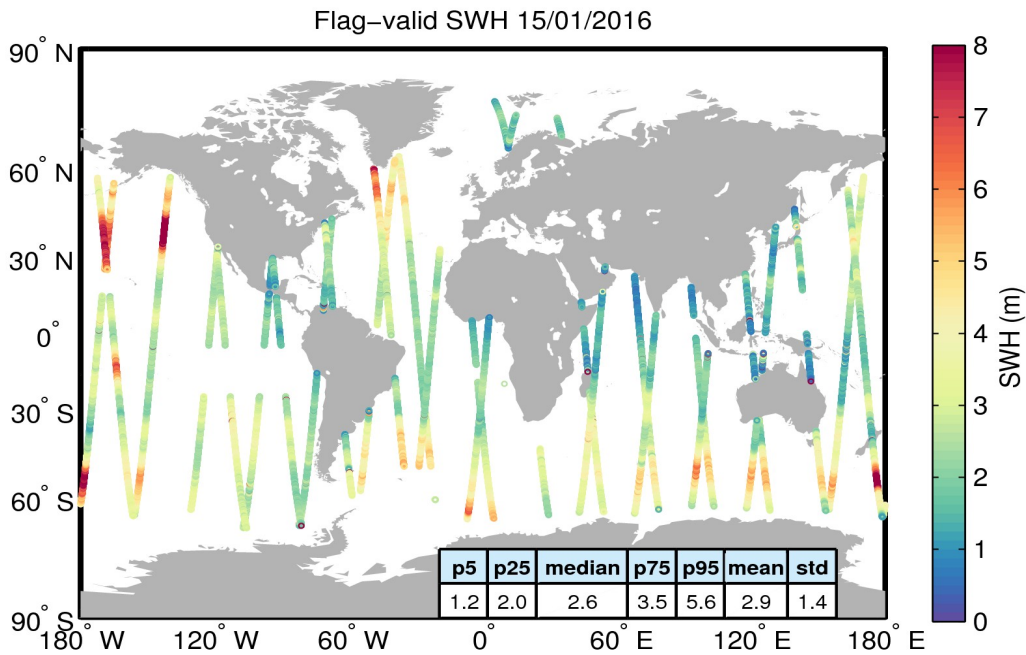 Flag−valid SWH 15/01/2016
90° N
60° N
30° N
0°
30° S
60° S
90° S
180° W
120° W
60° W
0°
60° E
120° E
180° E
p5 p25 median p75 p95 mean std
1.2 2.0 2.6 3.5 5.6 2.9 1.4
8
7
6
5
4
3
2
1
0
SWH (m)